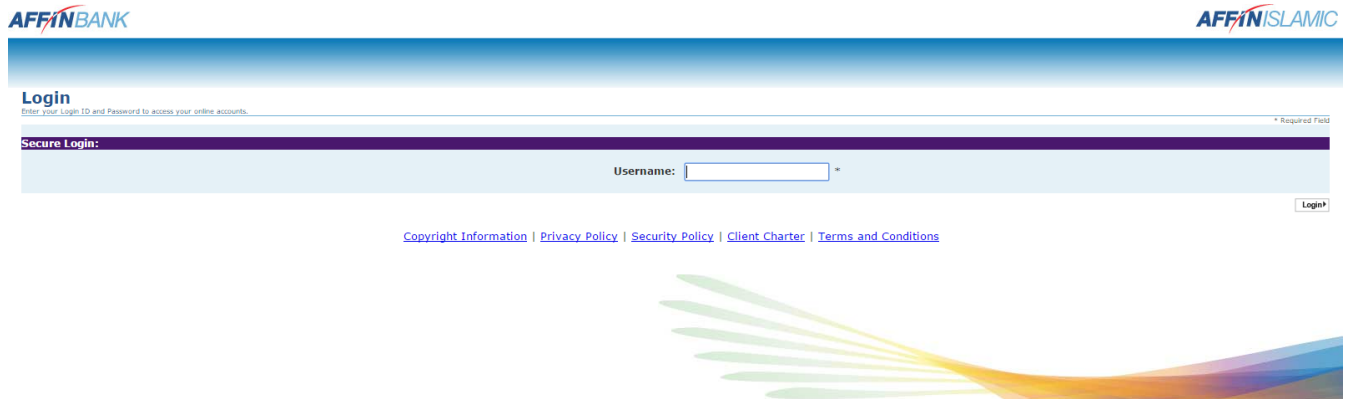 AFFINBANK
AFFINISLAMIC
Login
Enter your Login ID and Password to access your online accounts.
* Required Field
Secure Login:
Username: *
Login
Copyright Information | Privacy Policy | Security Policy | Client Charter | Terms and Conditions